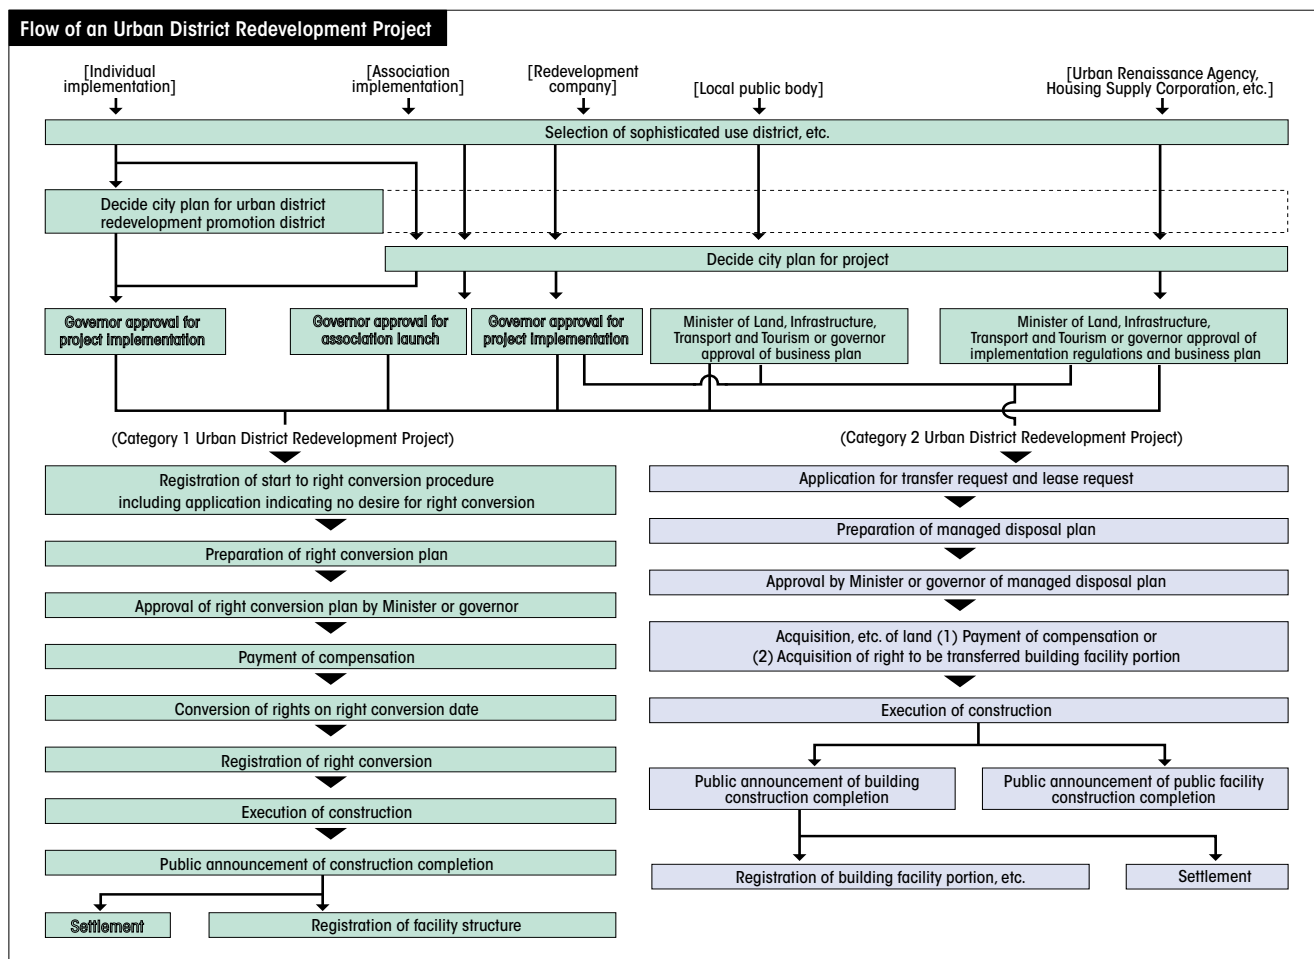 Flow of an Urban District Redevelopment Project
[Individual
implementation]
[Association
implementation]
[Redevelopment
company]
[Local public body]
[Urban Renaissance Agency,
Housing Supply Corporation, etc.]
Selection of sophisticated use district, etc.
Decide city plan for urban district
redevelopment promotion district
Decide city plan for project
Governor approval for
project implementation
Governor approval for
association launch
Governor approval for
project implementation
Minister of Land, Infrastructure,
Transport and Tourism or governor
approval of business plan
Minister of Land, Infrastructure,
Transport and Tourism or governor approval of
implementation regulations and business plan
(Category 1 Urban District Redevelopment Project)
Registration of start to right conversion procedure
including application indicating no desire for right conversion
Preparation of right conversion plan
Approval of right conversion plan by Minister or governor
Payment of compensation
Conversion of rights on right conversion date
Registration of right conversion
Execution of construction
Public announcement of construction completion
Settlement
Registration of facility structure
(Category 2 Urban District Redevelopment Project)
Application for transfer request and lease request
Preparation of managed disposal plan
Approval by Minister or governor of managed disposal plan
Acquisition, etc. of land (1) Payment of compensation or
(2) Acquisition of right to be transferred building facility portion
Execution of construction
Public announcement of building
construction completion
Public announcement of public facility
construction completion
Registration of building facility portion, etc.
Settlement